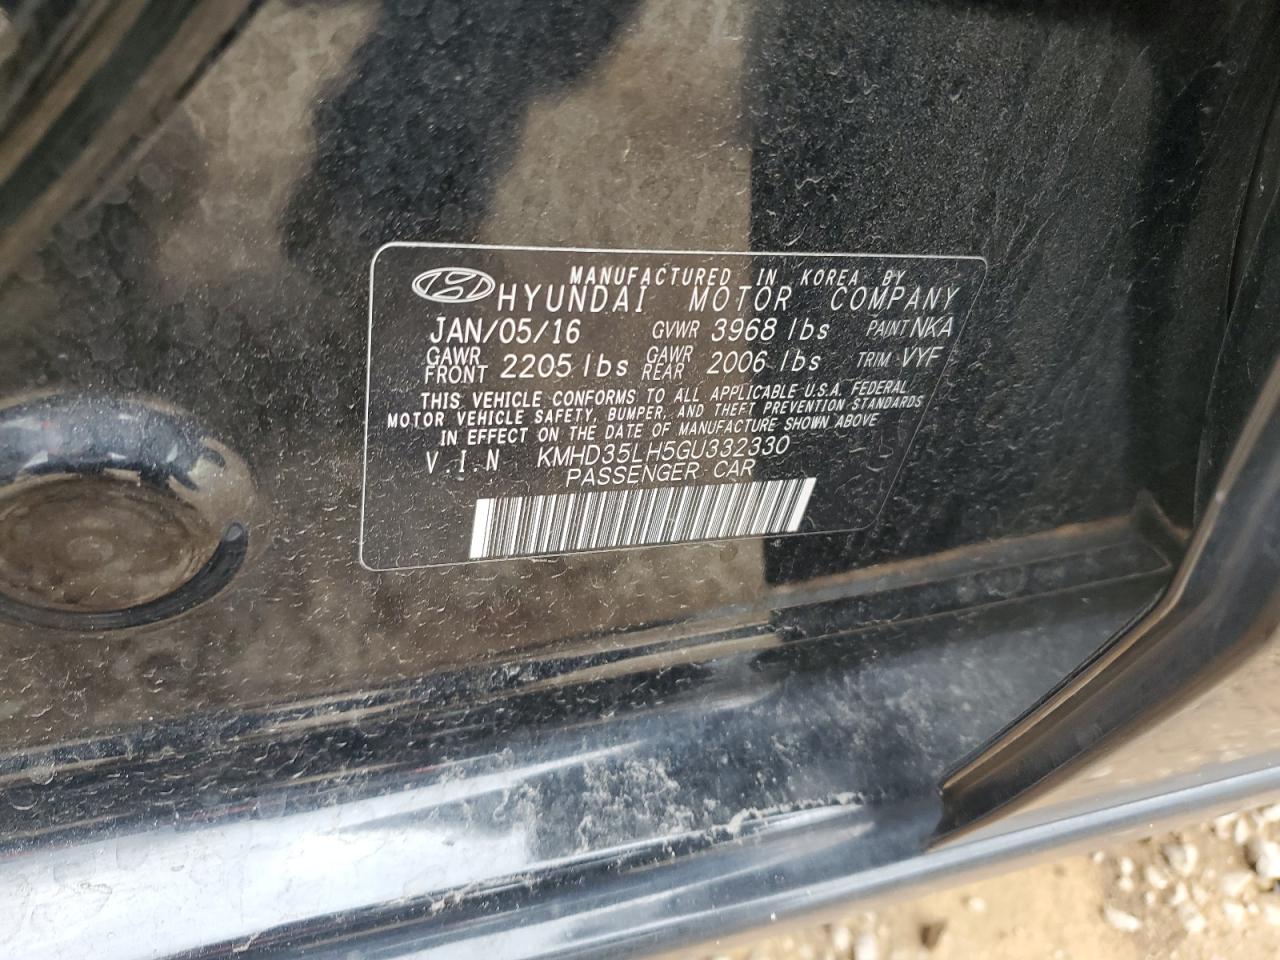 MANUFACTURED IN KOREA BY
HYUNDAI MOTOR COMPANY
JAN/05/16 GVWR 3968 lbs PAINT NKA
GAWR FRONT 2205 lbs GAWR REAR 2006 lbs TRIM VYF
THIS VEHICLE CONFORMS TO ALL APPLICABLE U.S.A. FEDERAL
MOTOR VEHICLE SAFETY, BUMPER, AND THEFT PREVENTION STANDARDS
IN EFFECT ON THE DATE OF MANUFACTURE SHOWN ABOVE
V.I.N KMHD35LH5GU332330
PASSENGER CAR